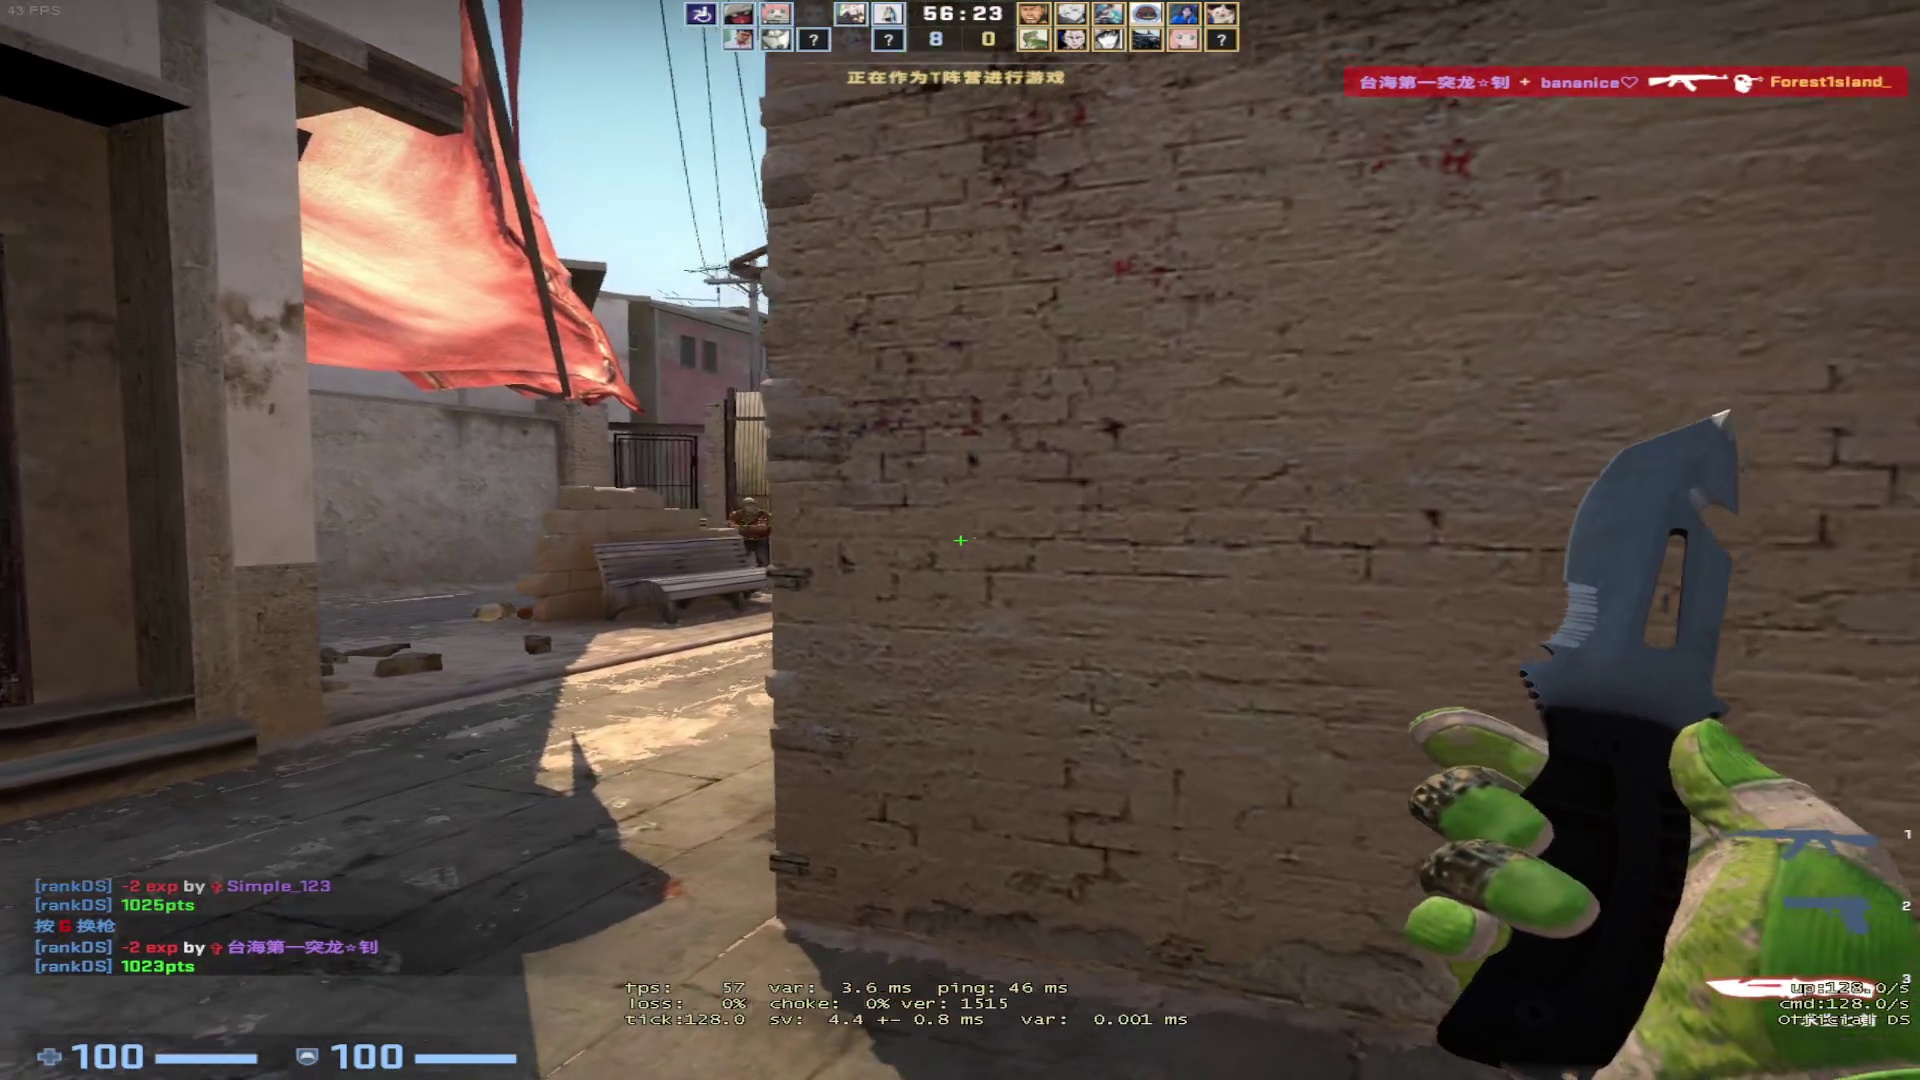 43 FPS
?
?
56:23
8
0
?
正在作为T阵营进行游戏
台海第一突龙☆钊 + bananice♡ Forest1sland_
[rankDS] -2 exp by Simple_123
[rankDS] 1025pts
按 G 换枪
[rankDS] -2 exp by 台海第一突龙☆钊
[rankDS] 1023pts
1
2
3
fps: 57 var: 3.6 ms ping: 46 ms
loss: 0% choke: 0% ver: 1515
tick:128.0 sv: 4.4 +- 0.8 ms var: 0.001 ms
up:128.0/s
cmd:128.0/s
DS
100
100